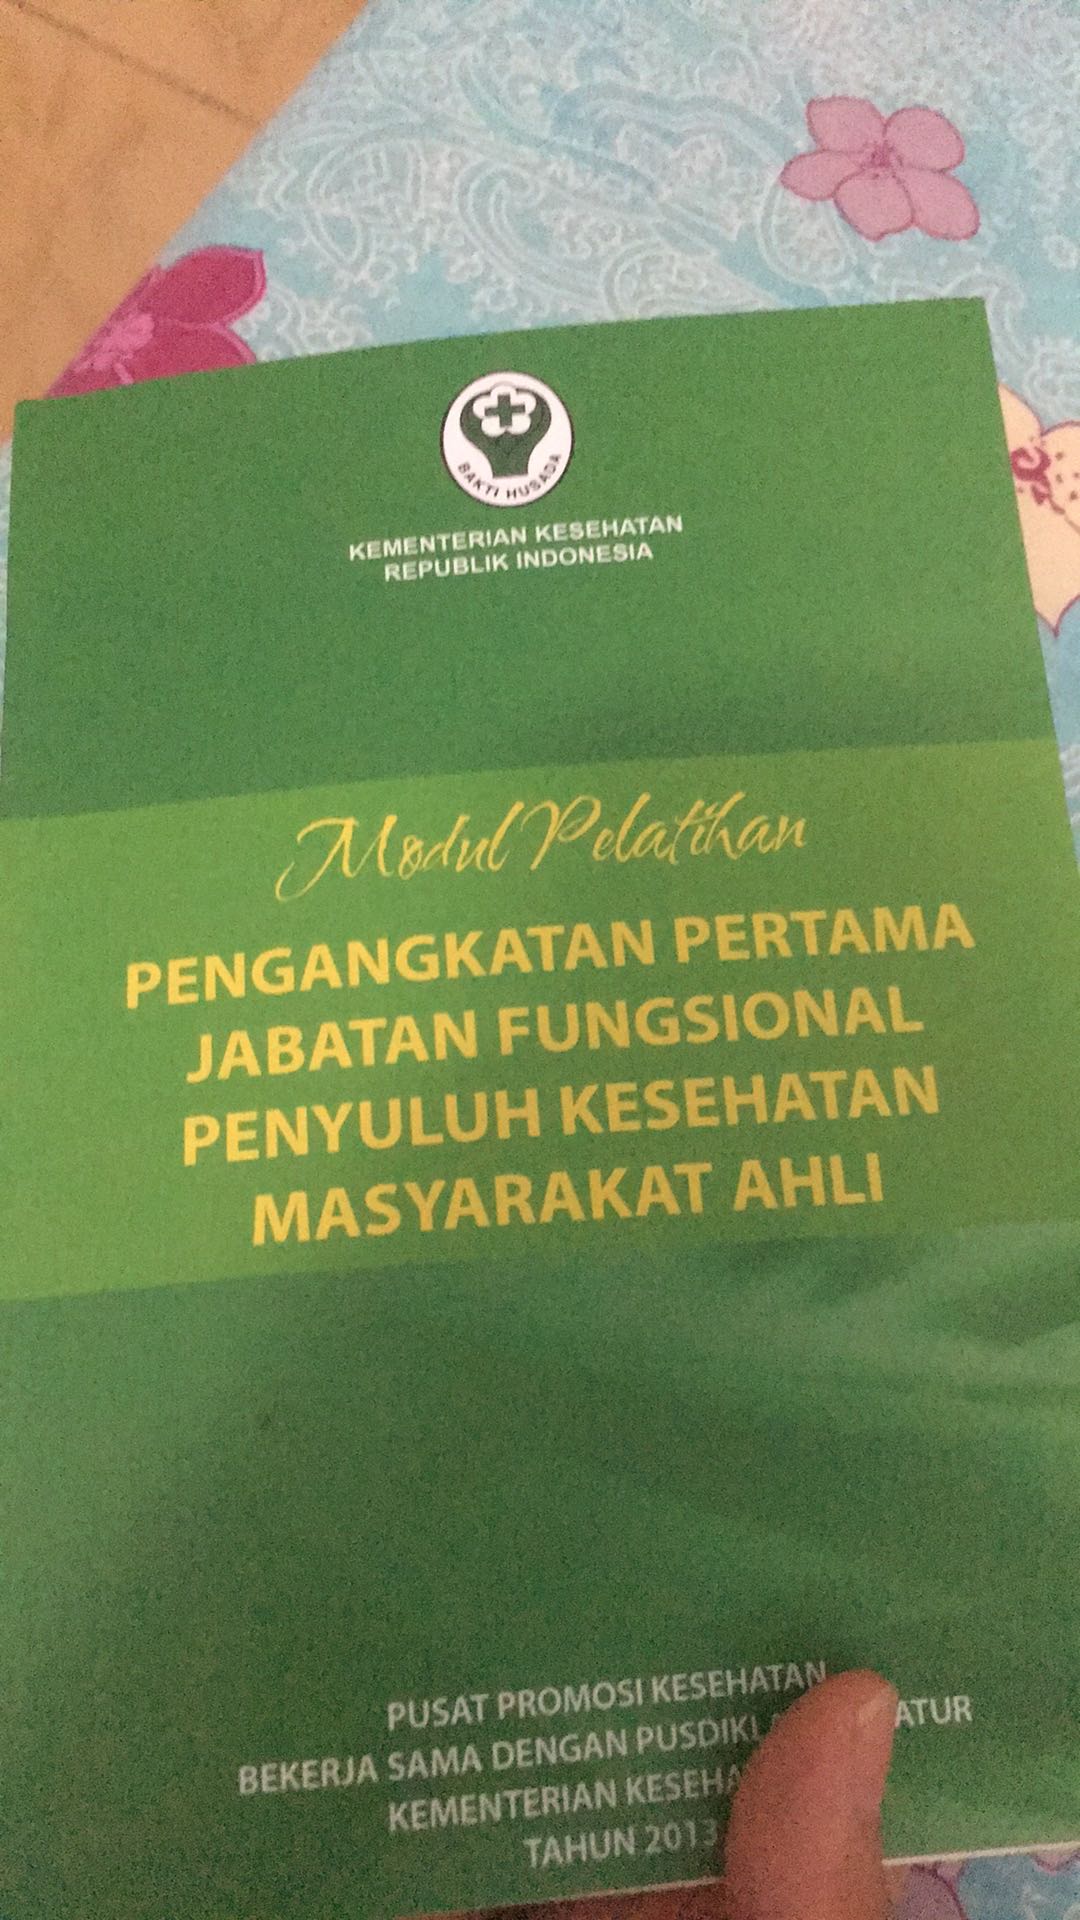 BAKTI HUSADA
KEMENTERIAN KESEHATAN
REPUBLIK INDONESIA
Modul Pelatihan
PENGANGKATAN PERTAMA
JABATAN FUNGSIONAL
PENYULUH KESEHATAN
MASYARAKAT AHLI
PUSAT PROMOSI KESEHATAN
BEKERJA SAMA DENGAN
KEMENTERIAN
TAHUN 2013